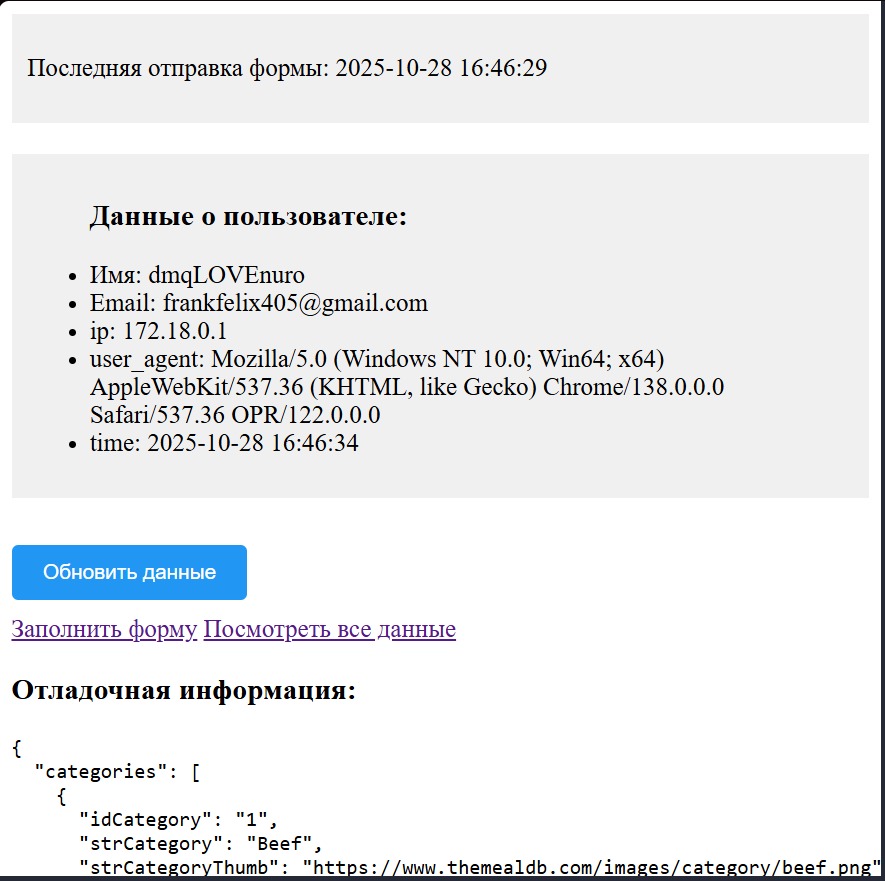 Последняя отправка формы: 2025-10-28 16:46:29
Данные о пользователе:
Имя: dmqLOVEnuro
Email: frankfelix405@gmail.com
ip: 172.18.0.1
user_agent: Mozilla/5.0 (Windows NT 10.0; Win64; x64)
AppleWebKit/537.36 (KHTML, like Gecko) Chrome/138.0.0.0
Safari/537.36 OPR/122.0.0.0
time: 2025-10-28 16:46:34
Обновить данные
Заполнить форму Посмотреть все данные
Отладочная информация:
{
"categories": [
{
"idCategory": "1",
"strCategory": "Beef",
"strCategoryThumb": "https://www.themealdb.com/images/category/beef.png"